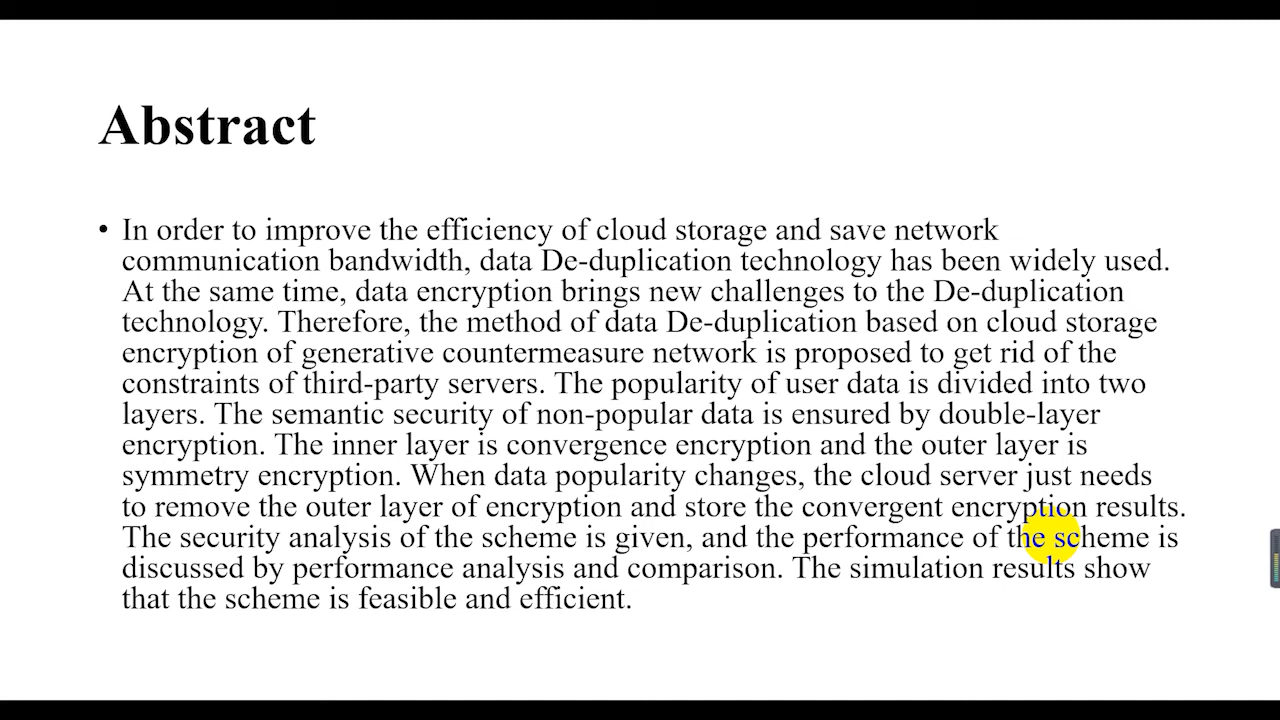 Abstract
• In order to improve the efficiency of cloud storage and save network
communication bandwidth, data De-duplication technology has been widely used.
At the same time, data encryption brings new challenges to the De-duplication
technology. Therefore, the method of data De-duplication based on cloud storage
encryption of generative countermeasure network is proposed to get rid of the
constraints of third-party servers. The popularity of user data is divided into two
layers. The semantic security of non-popular data is ensured by double-layer
encryption. The inner layer is convergence encryption and the outer layer is
symmetry encryption. When data popularity changes, the cloud server just needs
to remove the outer layer of encryption and store the convergent encryption results.
The security analysis of the scheme is given, and the performance of the scheme is
discussed by performance analysis and comparison. The simulation results show
that the scheme is feasible and efficient.